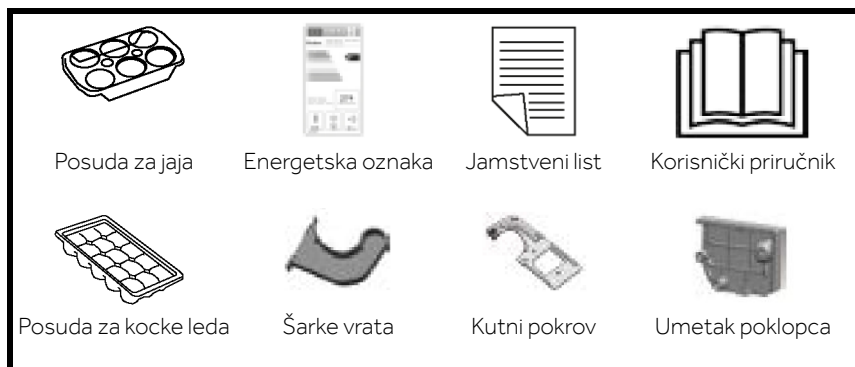 Posuda za jaja
Energetska oznaka
Jamstveni list
Korisnički priručnik
Posuda za kocke leda
Šarke vrata
Kutni pokrov
Umetak poklopca